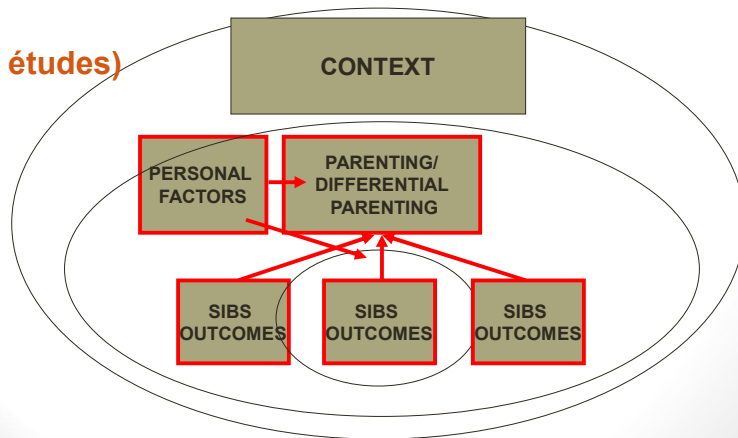 études)
CONTEXT
PERSONAL
FACTORS
PARENTING/
DIFFERENTIAL
PARENTING
SIBS
OUTCOMES
SIBS
OUTCOMES
SIBS
OUTCOMES